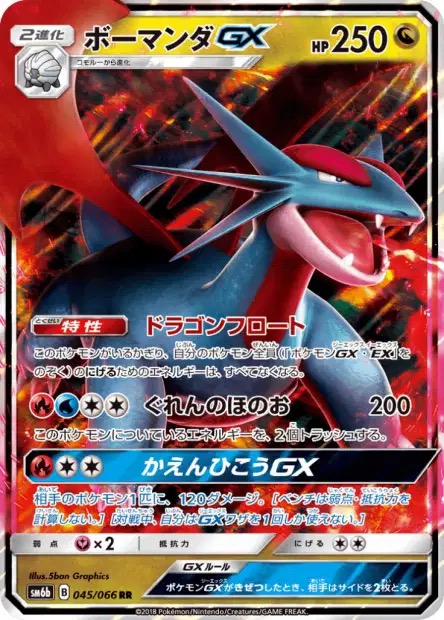 2進化 ボーマンダGX HP250
コモルーから進化
とくせい
特性 ドラゴンフロート
このポケモンがいるかぎり、自分のポケモン全員(「ポケモンGX・EX」を
のぞく)のにげるためのエネルギーは、すべてなくなる。
ぐれんのほのお 200
このポケモンについているエネルギーを、2個トラッシュする。
かえんひこうGX
相手のポケモン1匹に、120ダメージ。[ベンチは弱点・抵抗力を
計算しない。][対戦中、自分はGXワザを1回しか使えない。]
弱点 ×2 抵抗力 にげる
Illus.5ban Graphics
GXルール
ポケモンGXがきぜつしたとき、相手はサイドを2枚とる。
sm6b B 045/066 RR
©2018 Pokémon/Nintendo/Creatures/GAME FREAK.